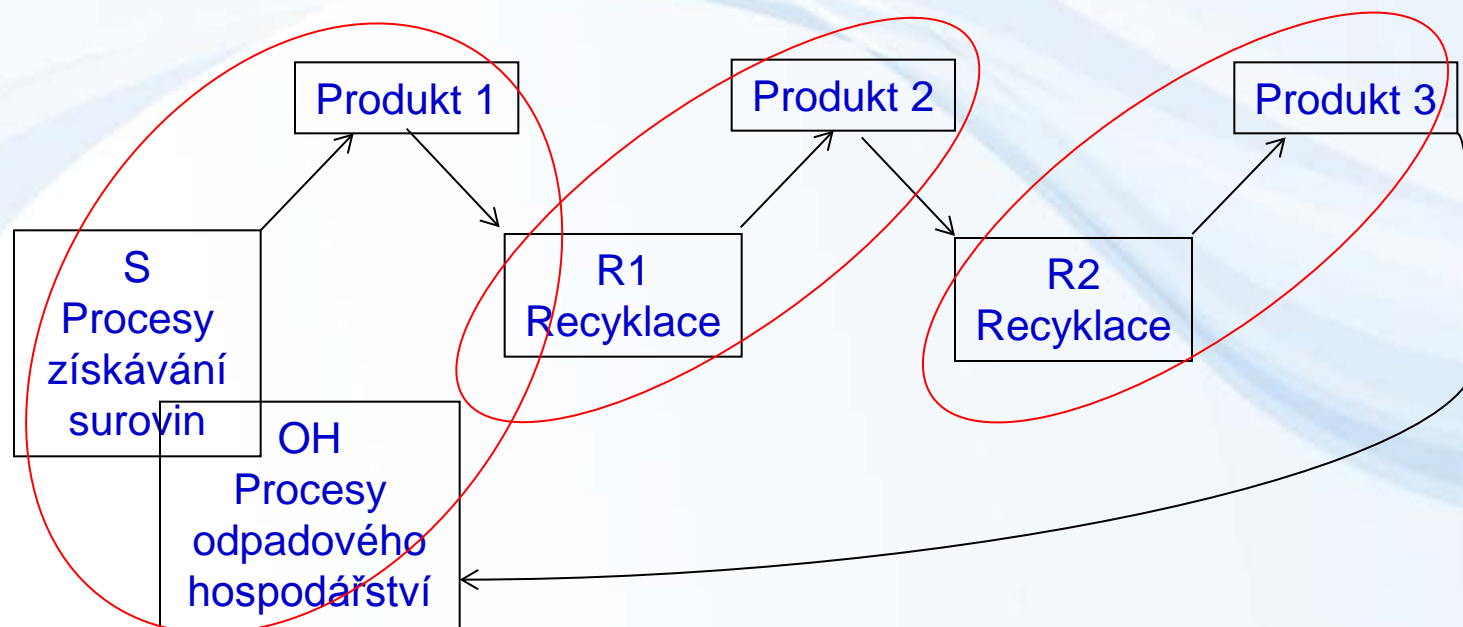 Produkt 1
Produkt 2
Produkt 3
S
Procesy
získávání
surovin
R1
Recyklace
R2
Recyklace
OH
Procesy
odpadového
hospodářství